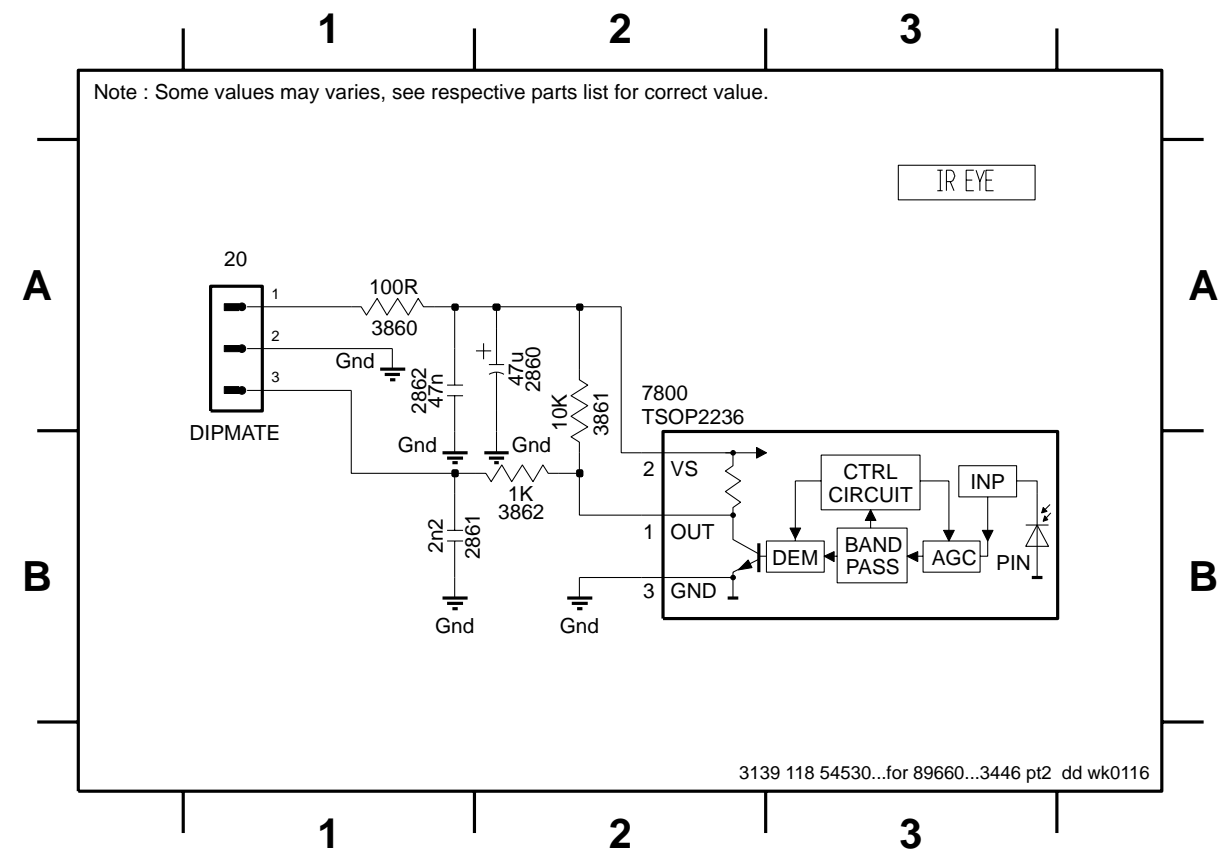 1 2 3
Note : Some values may varies, see respective parts list for correct value.
IR EYE
A
A
20
1
2
3
DIPMATE
100R
3860
Gnd
2862
47n
Gnd
47u
2860
Gnd
10K
3861
1K
3862
2n2
2861
Gnd
Gnd
7800
TSOP2236
2 VS
1 OUT
3 GND
CTRL
CIRCUIT
INP
DEM
BAND
PASS
AGC
PIN
B
B
3139 118 54530...for 89660...3446 pt2 dd wk0116
1 2 3